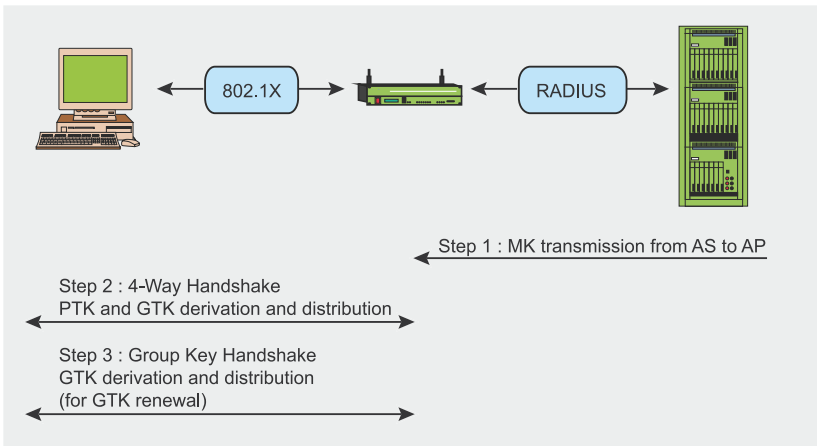 802.1X
RADIUS
Step 1 : MK transmission from AS to AP
Step 2 : 4-Way Handshake
PTK and GTK derivation and distribution
Step 3 : Group Key Handshake
GTK derivation and distribution
(for GTK renewal)